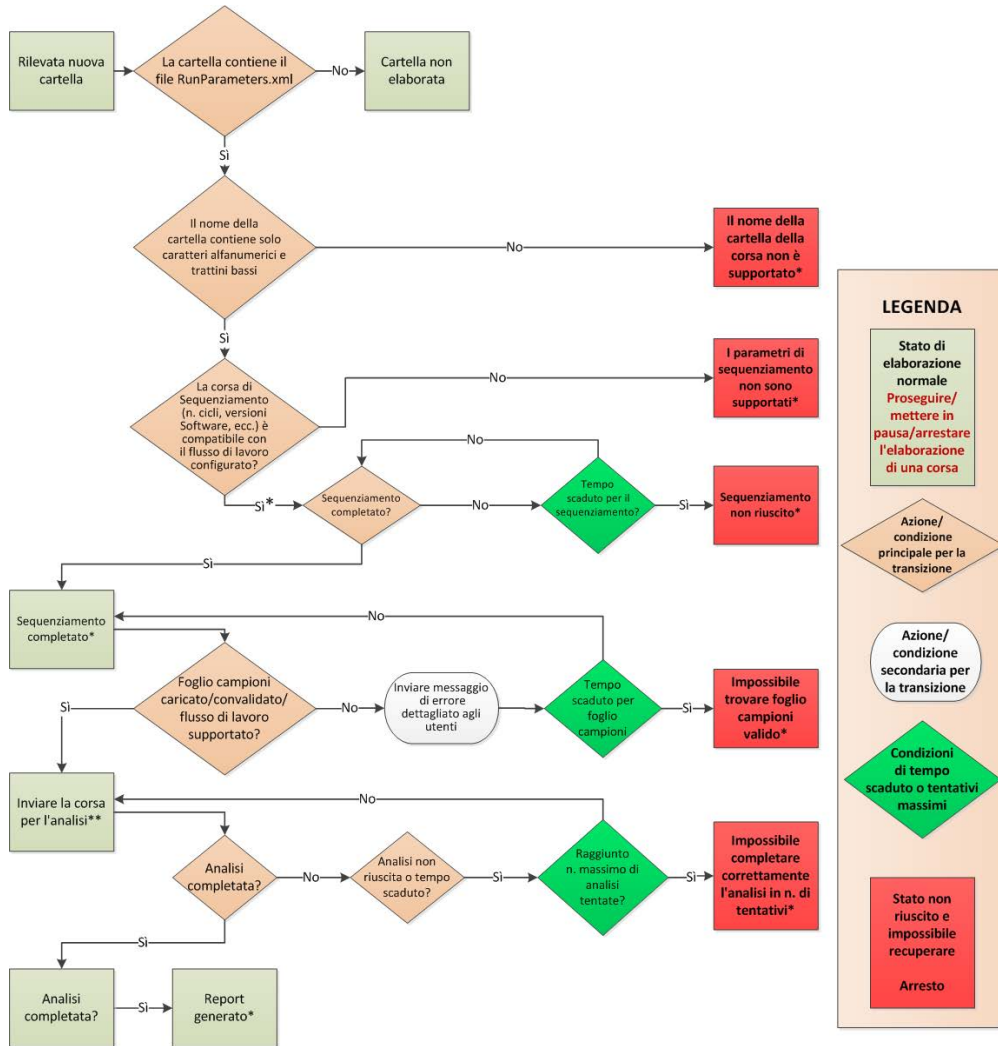 Rilevata nuova
cartella
La cartella contiene il
file RunParameters.xml
No
Cartella non
elaborata
Sì
Il nome della
cartella contiene solo
caratteri alfanumerici e
trattini bassi
No
Il nome della
cartella della
corsa non è
supportato*
Sì
La corsa di
Sequenziamento
(n. cicli, versioni
Software, ecc.) è
compatibile con
il flusso di lavoro
configurato?
No
I parametri di
sequenziamento
non sono
supportati*
Sì*
Sequenziamento
completato?
No
No
Tempo
scaduto per il
sequenziamento?
Sì
Sequenziamento
non riuscito*
Sì
Sequenziamento
completato*
No
Foglio campioni
caricato/convalidato/
flusso di lavoro
supportato?
No
Inviare messaggio
di errore
dettagliato agli
utenti
Tempo
scaduto per
foglio
campioni
Sì
Impossibile
trovare foglio
campioni
valido*
Sì
Inviare la corsa
per l'analisi**
No
Analisi
completata?
No
Analisi non
riuscita o tempo
scaduto?
Sì
Raggiunto
n. massimo di
analisi
tentate?
Sì
Impossibile
completare
correttamente
l'analisi in n. di
tentativi*
Sì
Analisi
completata?
Sì
Report
generato*
LEGENDA
Stato di
elaborazione
normale
Proseguire/
mettere in
pausa/arrestare
l'elaborazione
di una corsa
Azione/
condizione
principale per la
transizione
Azione/
condizione
secondaria per
la transizione
Condizioni
di tempo
scaduto o tentativi
massimi
Stato non
riuscito e
impossibile
recuperare
Arresto